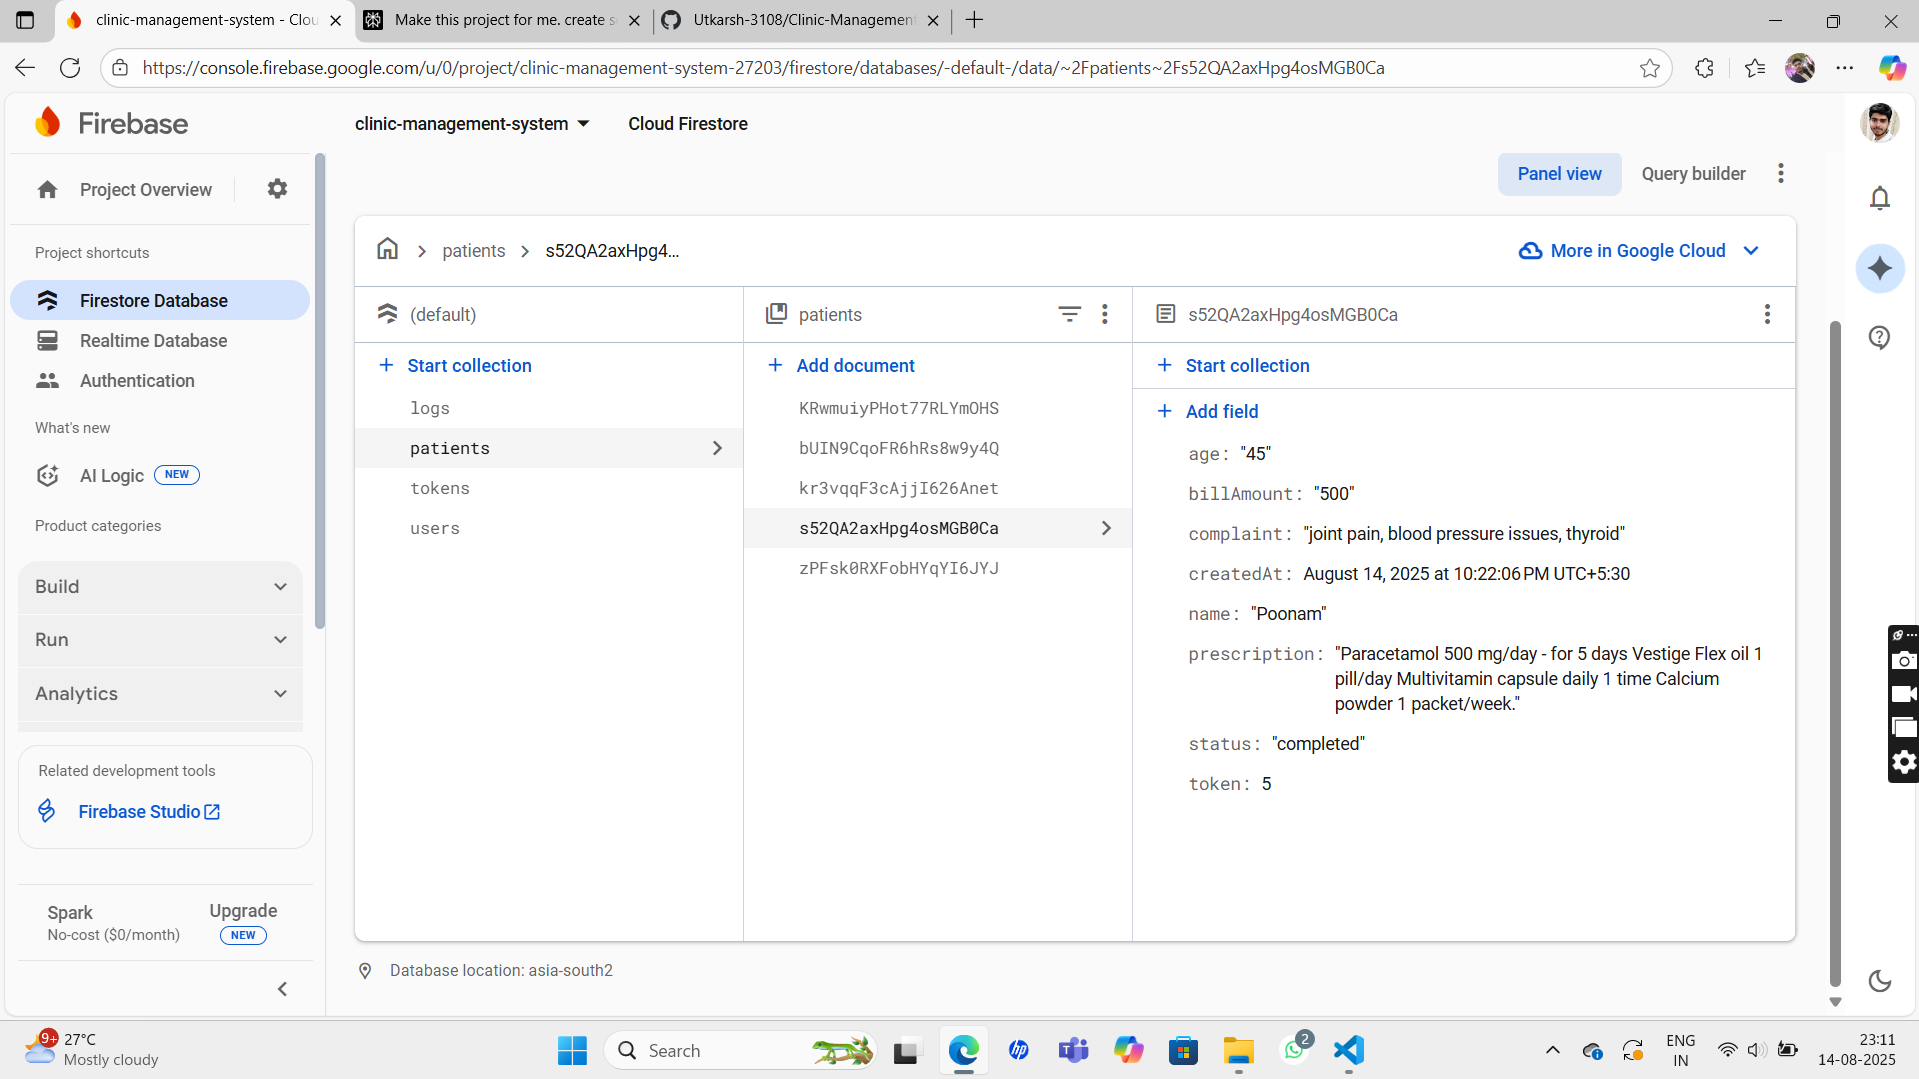 clinic-management-system - Clou
Make this project for me. create s
Utkarsh-3108/Clinic-Management
https://console.firebase.google.com/u/0/project/clinic-management-system-27203/firestore/databases/-default-/data/~2Fpatients~2Fs52QA2axHpg4osMGB0Ca
Firebase
clinic-management-system
Cloud Firestore
Project Overview
Panel view
Query builder
Project shortcuts
Firestore Database
Realtime Database
Authentication
What's new
AI Logic NEW
Product categories
Build
Run
Analytics
Related development tools
Firebase Studio
Spark
No-cost ($0/month)
Upgrade
NEW
patients
s52QA2axHpg4...
More in Google Cloud
(default)
Start collection
logs
patients
tokens
users
patients
Add document
KRwmuiyPHot77RLYmOHS
bUIN9CqoFR6hRs8w9y4Q
kr3vqqF3cAjjI626Anet
s52QA2axHpg4osMGB0Ca
zPFsk0RXFobHYqYI6JYJ
s52QA2axHpg4osMGB0Ca
Start collection
Add field
age: "45"
billAmount: "500"
complaint: "joint pain, blood pressure issues, thyroid"
createdAt: August 14, 2025 at 10:22:06 PM UTC+5:30
name: "Poonam"
prescription: "Paracetamol 500 mg/day - for 5 days Vestige Flex oil 1
pill/day Multivitamin capsule daily 1 time Calcium
powder 1 packet/week."
status: "completed"
token: 5
Database location: asia-south2
9+
27°C
Mostly cloudy
Search
hp
2
ENG
IN
23:11
14-08-2025